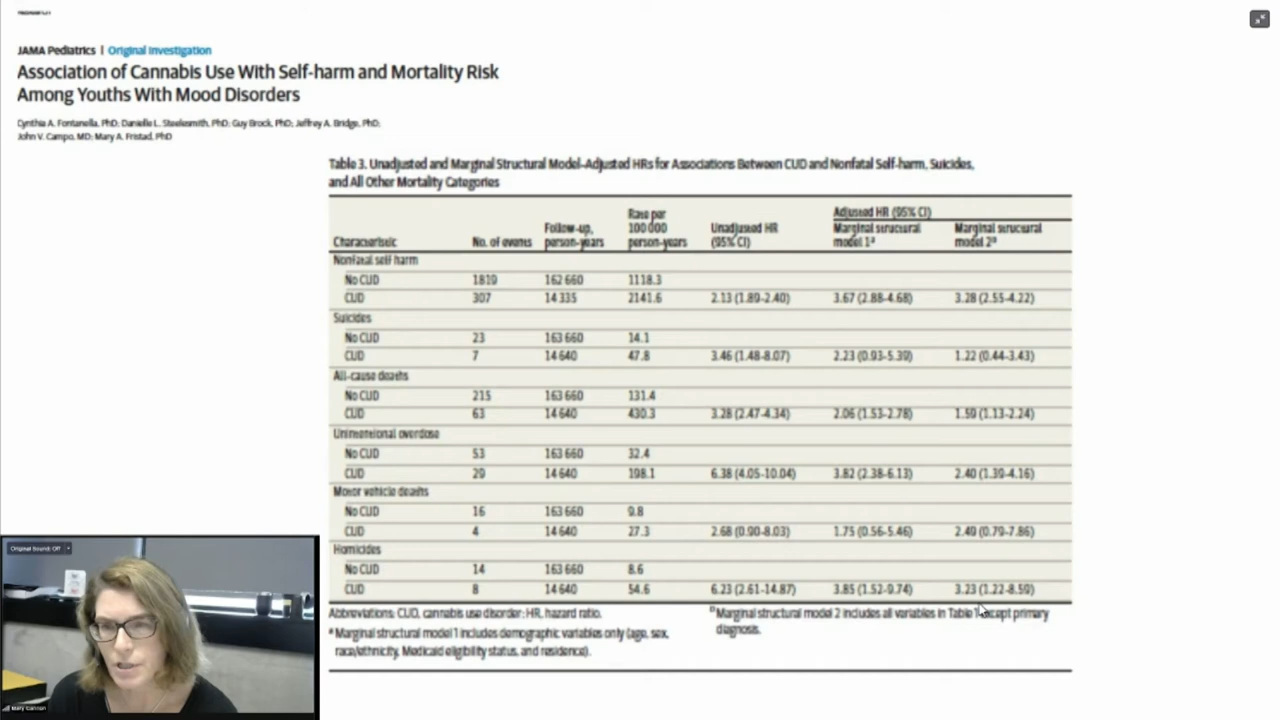 JAMA Pediatrics | Original Investigation
Association of Cannabis Use With Self-harm and Mortality Risk
Among Youths With Mood Disorders
Cynthia A. Fontanella, PhD; Danielle L. Steelesmith, PhD; Guy Brock, PhD; Jeffrey A. Bridge, PhD;
John V. Campo, MD; Mary A. Fristad, PhD
Table 3. Unadjusted and Marginal Structural Model-Adjusted HRs for Associations Between CUD and Nonfatal Self-harm, Suicides,
and All Other Mortality Categories
Characteristic No. of events Follow-up, person-years Rate per 100 000 person-years Unadjusted HR (95% CI) Adjusted HR (95% CI) Marginal structural model 1a Marginal structural model 2b
Nonfatal self harm
No CUD 1819 162 660 1118.3
CUD 307 14 335 2141.6 2.13 (1.89-2.40) 3.67 (2.88-4.68) 3.28 (2.55-4.22)
Suicides
No CUD 23 163 660 14.1
CUD 7 14 640 47.8 3.46 (1.48-8.07) 2.23 (0.93-5.39) 1.22 (0.44-3.43)
All-cause deaths
No CUD 215 163 660 131.4
CUD 63 14 640 430.3 3.28 (2.47-4.34) 2.06 (1.53-2.78) 1.59 (1.13-2.24)
Unintentional overdose
No CUD 53 163 660 32.4
CUD 29 14 640 198.1 6.38 (4.05-10.04) 3.82 (2.38-6.13) 2.40 (1.39-4.16)
Motor vehicle deaths
No CUD 16 163 660 9.8
CUD 4 14 640 27.3 2.68 (0.90-8.03) 1.75 (0.56-5.46) 2.49 (0.79-7.86)
Homicides
No CUD 14 163 660 8.6
CUD 8 14 640 54.6 6.23 (2.61-14.87) 3.85 (1.52-9.74) 3.23 (1.22-8.59)
Abbreviations: CUD, cannabis use disorder; HR, hazard ratio.
a Marginal structural model 1 includes demographic variables only (age, sex,
race/ethnicity, Medicaid eligibility status, and residence).
b Marginal structural model 2 includes all variables in Table 1 except primary
diagnosis.
Original Sound: Off
Mary Cannon